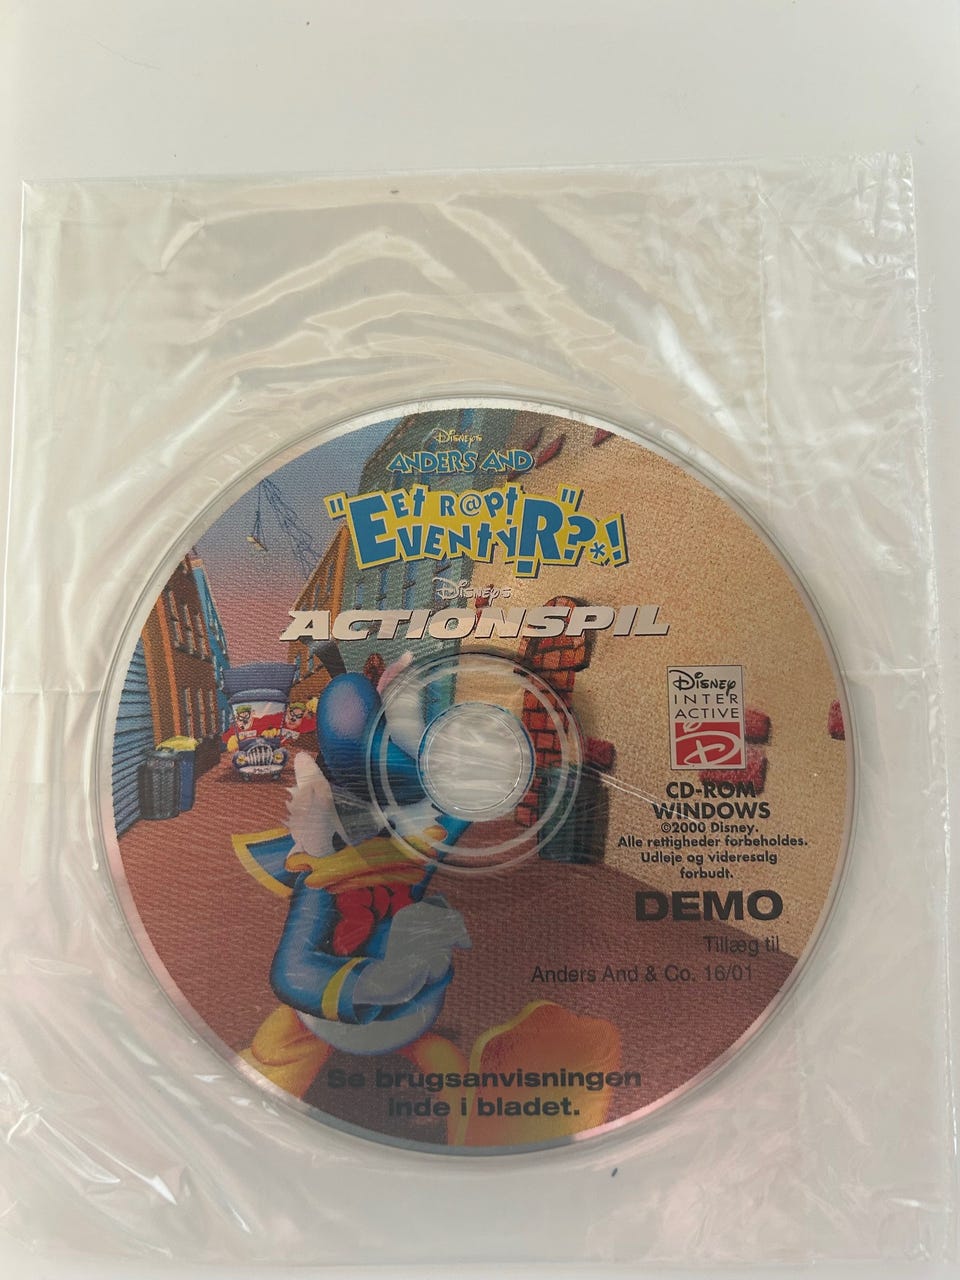 Disney's
ANDERS AND
"Et r@pt
EventyR?*!"
Disney's
ACTIONSPIL
Disney
INTER
ACTIVE
D
CD-ROM
WINDOWS
©2000 Disney.
Alle rettigheder forbeholdes.
Udleje og videresalg
forbudt.
DEMO
Tillæg til
Anders And & Co. 16/01
Se brugsanvisningen
inde i bladet.